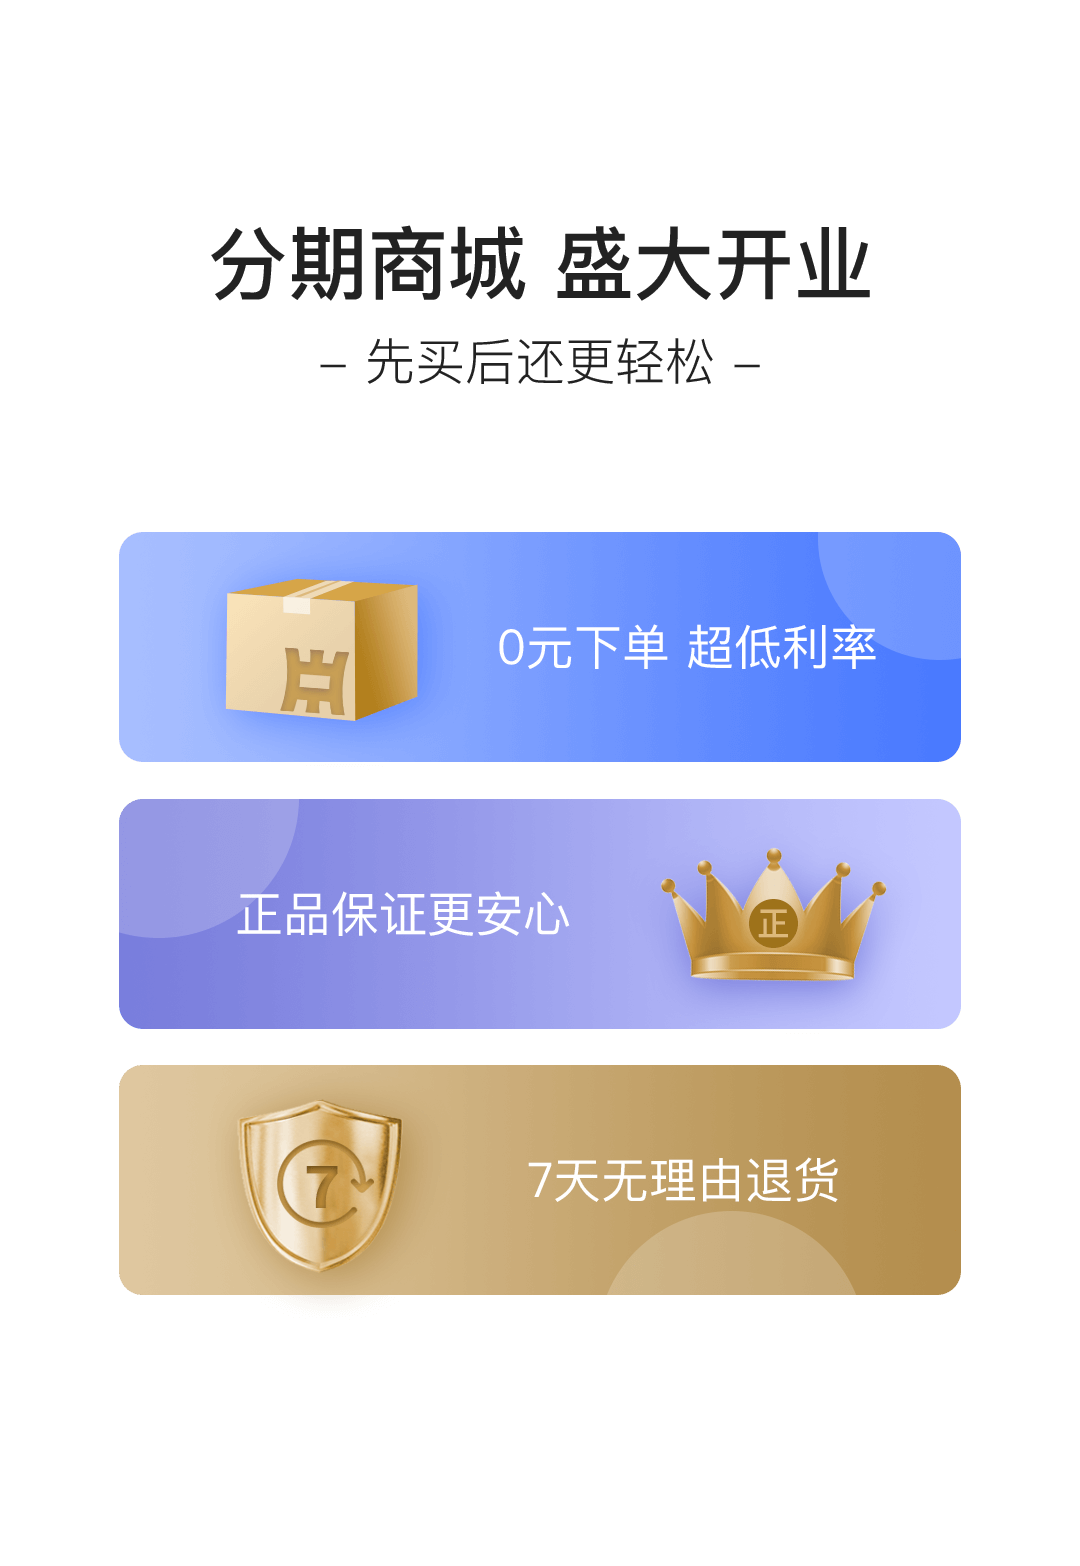 分期商城 盛大开业
– 先买后还更轻松 –
0元下单 超低利率
正品保证更安心
正
7
7天无理由退货